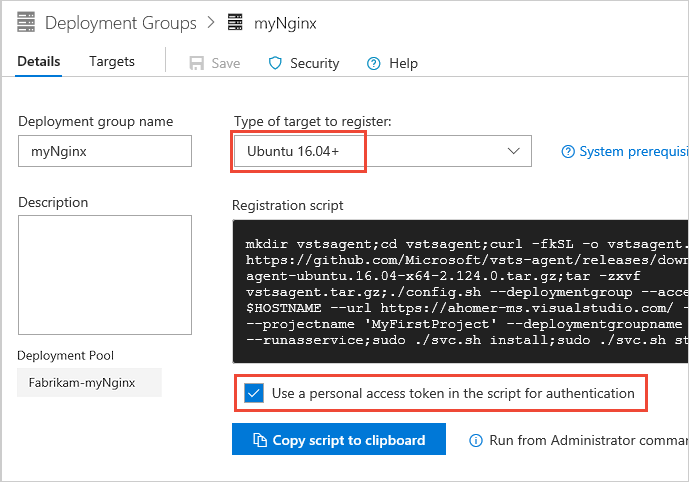 Deployment Groups > myNginx
Details Targets Save Security Help
Deployment group name
myNginx
Type of target to register:
Ubuntu 16.04+
System prerequisi
Description
Registration script
mkdir vstsagent;cd vstsagent;curl -fkSL -o vstsagent.
https://github.com/Microsoft/vsts-agent/releases/down
agent-ubuntu.16.04-x64-2.124.0.tar.gz;tar -zxvf
vstsagent.tar.gz;./config.sh --deploymentgroup --acce
$HOSTNAME --url https://ahomer-ms.visualstudio.com/ -
--projectname 'MyFirstProject' --deploymentgroupname
--runasservice;sudo ./svc.sh install;sudo ./svc.sh st
Deployment Pool
Fabrikam-myNginx
Use a personal access token in the script for authentication
Copy script to clipboard
Run from Administrator comma